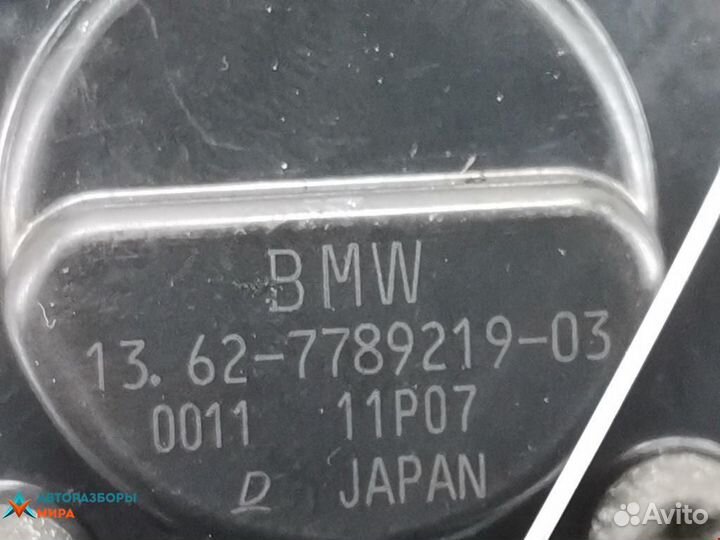 BMW
13. 62-7789219-03
0011 11P07
D JAPAN
АВТОРАЗБОРЫ
МИРА
Avito